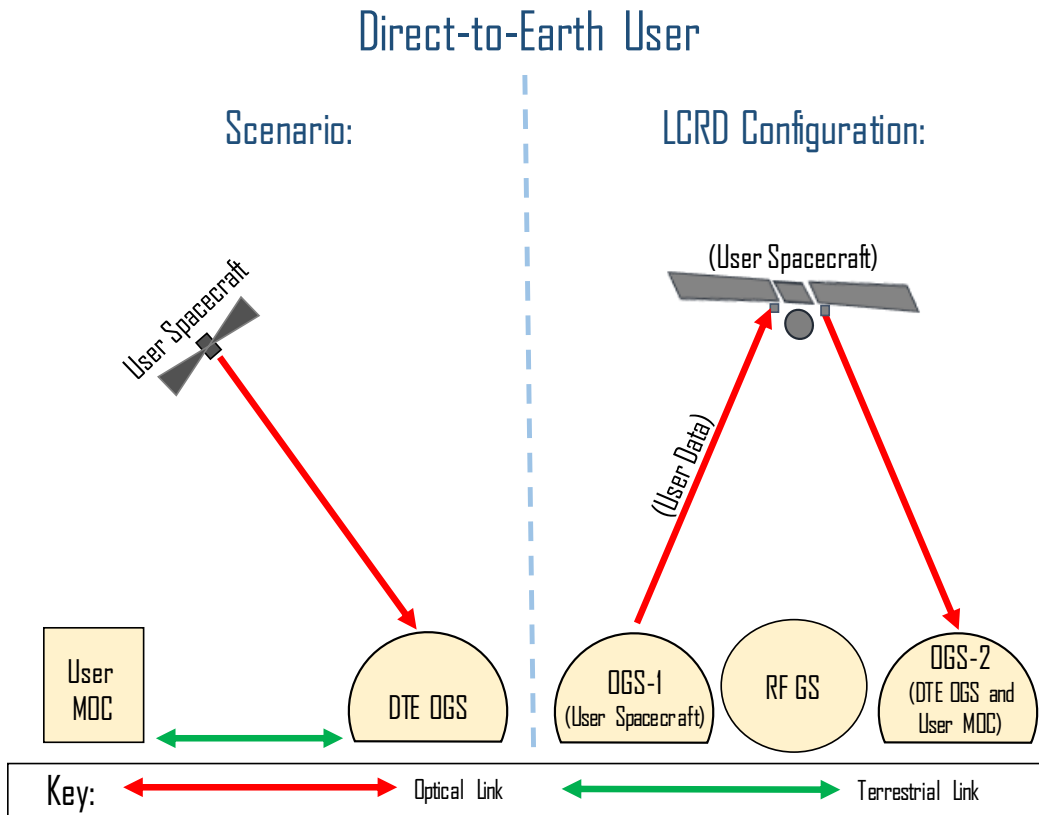 Direct-to-Earth User
Scenario:
User Spacecraft
User
MOC
DTE OGS
LCRD Configuration:
(User Spacecraft)
(User Data)
OGS-1
(User Spacecraft)
RF GS
OGS-2
(DTE OGS and
User MOC)
Key:
Optical Link
Terrestrial Link